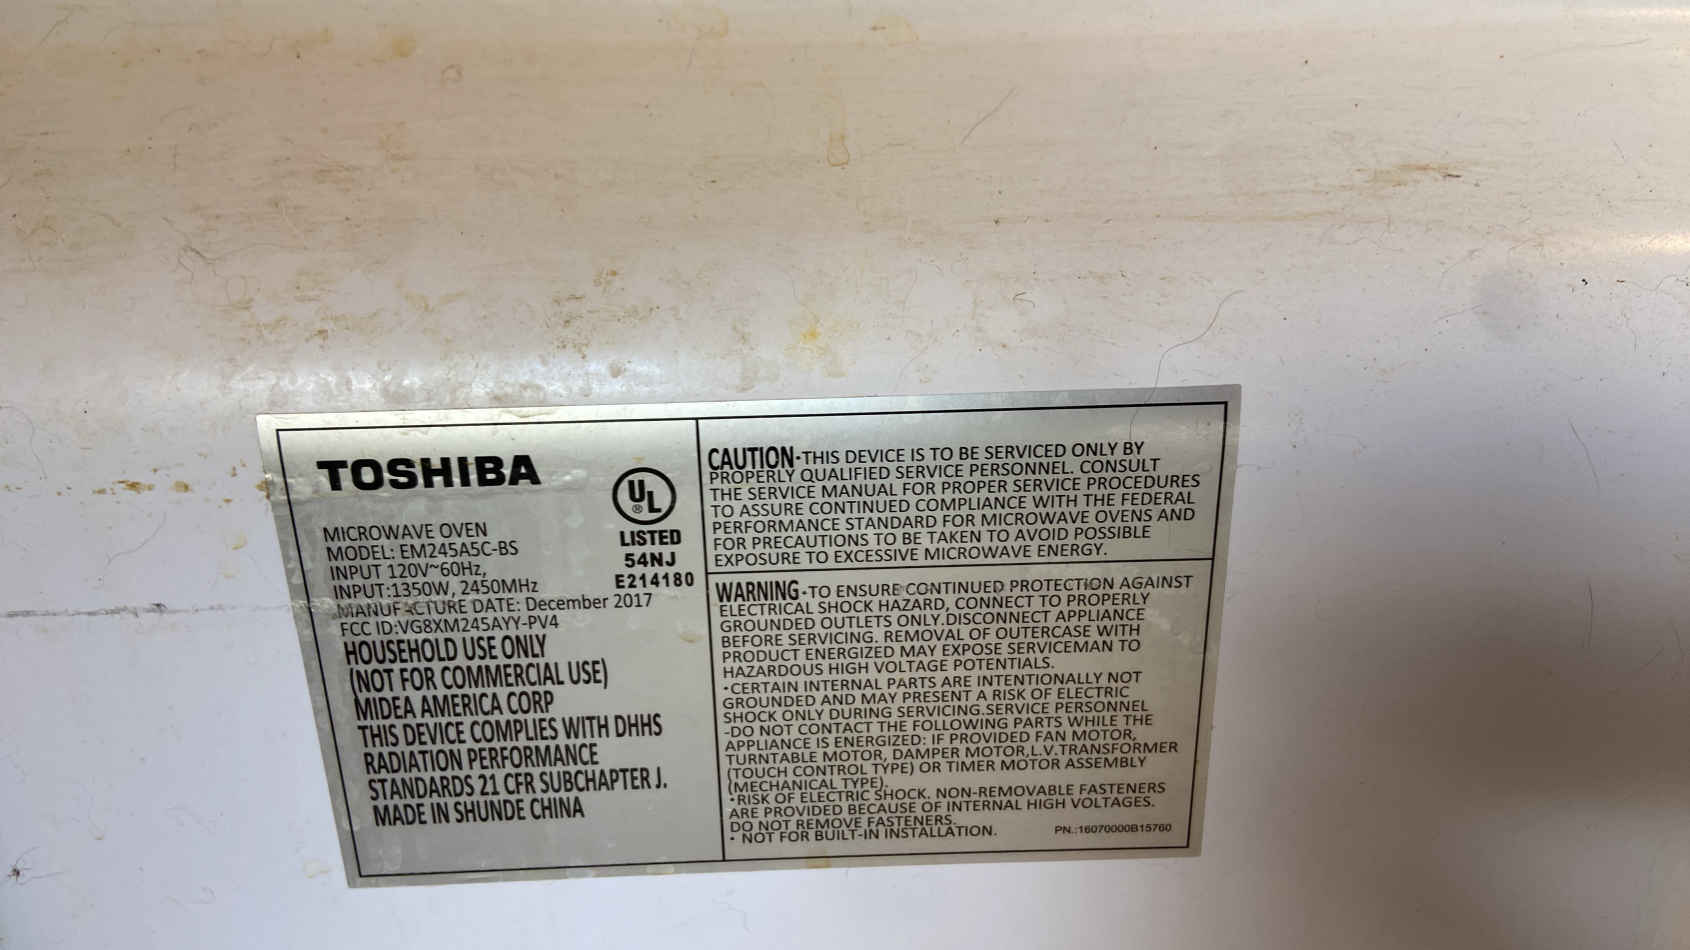 TOSHIBA
MICROWAVE OVEN
MODEL: EM245A5C-BS
INPUT 120V~60Hz,
INPUT:1350W, 2450MHz
MANUFACTURE DATE: December 2017
FCC ID:VG8XM245AYY-PV4
HOUSEHOLD USE ONLY
(NOT FOR COMMERCIAL USE)
MIDEA AMERICA CORP
THIS DEVICE COMPLIES WITH DHHS
RADIATION PERFORMANCE
STANDARDS 21 CFR SUBCHAPTER J.
MADE IN SHUNDE CHINA
UL
®
LISTED
54NJ
E214180
CAUTION-THIS DEVICE IS TO BE SERVICED ONLY BY
PROPERLY QUALIFIED SERVICE PERSONNEL. CONSULT
THE SERVICE MANUAL FOR PROPER SERVICE PROCEDURES
TO ASSURE CONTINUED COMPLIANCE WITH THE FEDERAL
PERFORMANCE STANDARD FOR MICROWAVE OVENS AND
FOR PRECAUTIONS TO BE TAKEN TO AVOID POSSIBLE
EXPOSURE TO EXCESSIVE MICROWAVE ENERGY.
WARNING-TO ENSURE CONTINUED PROTECTION AGAINST
ELECTRICAL SHOCK HAZARD, CONNECT TO PROPERLY
GROUNDED OUTLETS ONLY.DISCONNECT APPLIANCE
BEFORE SERVICING. REMOVAL OF OUTERCASE WITH
PRODUCT ENERGIZED MAY EXPOSE SERVICEMAN TO
HAZARDOUS HIGH VOLTAGE POTENTIALS.
·CERTAIN INTERNAL PARTS ARE INTENTIONALLY NOT
GROUNDED AND MAY PRESENT A RISK OF ELECTRIC
SHOCK ONLY DURING SERVICING.SERVICE PERSONNEL
-DO NOT CONTACT THE FOLLOWING PARTS WHILE THE
APPLIANCE IS ENERGIZED: IF PROVIDED FAN MOTOR,
TURNTABLE MOTOR, DAMPER MOTOR,L.V.TRANSFORMER
(TOUCH CONTROL TYPE) OR TIMER MOTOR ASSEMBLY
(MECHANICAL TYPE).
·RISK OF ELECTRIC SHOCK. NON-REMOVABLE FASTENERS
ARE PROVIDED BECAUSE OF INTERNAL HIGH VOLTAGES.
DO NOT REMOVE FASTENERS.
· NOT FOR BUILT-IN INSTALLATION.
PN.:16070000B15760